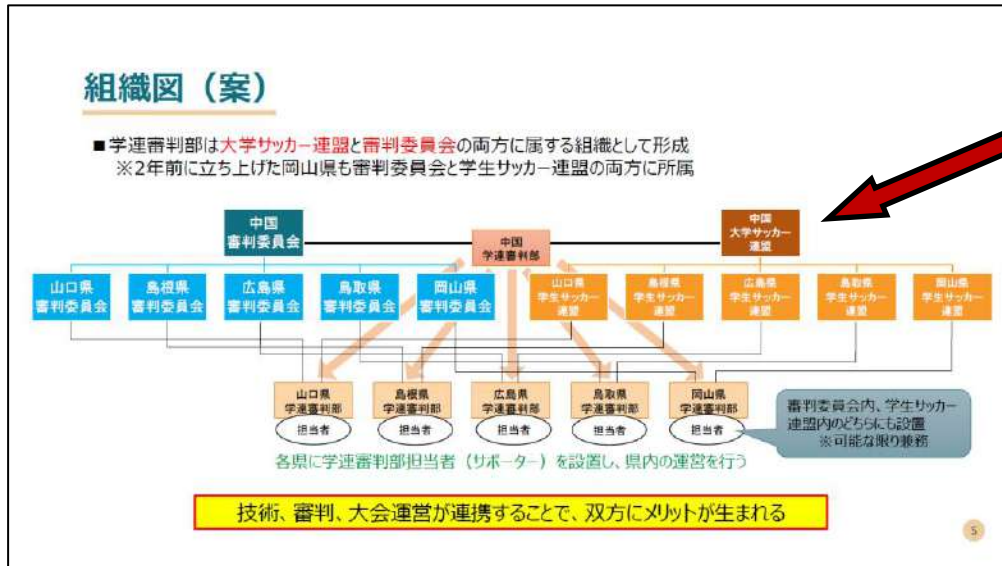 組織図（案）
■学連審判部は大学サッカー連盟と審判委員会の両方に属する組織として形成
※2年前に立ち上げた岡山県も審判委員会と学生サッカー連盟の両方に所属
中国
審判委員会
中国
学連審判部
中国
大学サッカー
連盟
山口県
審判委員会
島根県
審判委員会
広島県
審判委員会
鳥取県
審判委員会
岡山県
審判委員会
山口県
学生サッカー
連盟
島根県
学生サッカー
連盟
広島県
学生サッカー
連盟
鳥取県
学生サッカー
連盟
岡山県
学生サッカー
連盟
山口県
学連審判部
担当者
島根県
学連審判部
担当者
広島県
学連審判部
担当者
鳥取県
学連審判部
担当者
岡山県
学連審判部
担当者
審判委員会内、学生サッカー
連盟内のどちらにも設置
※可能な限り兼務
各県に学連審判部担当者（サポーター）を設置し、県内の運営を行う
技術、審判、大会運営が連携することで、双方にメリットが生まれる
5